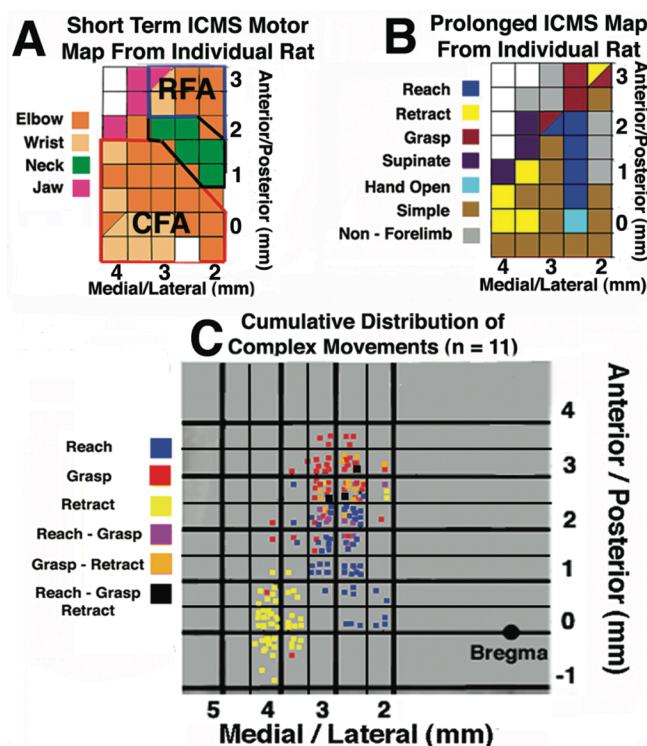 A
Short Term ICMS Motor
Map From Individual Rat
RFA
CFA
Elbow
Wrist
Neck
Jaw
3
2
1
0
Anterior/Posterior (mm)
4 3 2
Medial/Lateral (mm)
B
Prolonged ICMS Map
From Individual Rat
Reach
Retract
Grasp
Supinate
Hand Open
Simple
Non - Forelimb
3
2
1
0
Anterior/Posterior (mm)
4 3 2
Medial/Lateral (mm)
C
Cumulative Distribution of
Complex Movements (n = 11)
Reach
Grasp
Retract
Reach - Grasp
Grasp - Retract
Reach - Grasp
Retract
4
3
2
1
0
-1
Anterior / Posterior (mm)
Bregma
5 4 3 2
Medial / Lateral (mm)